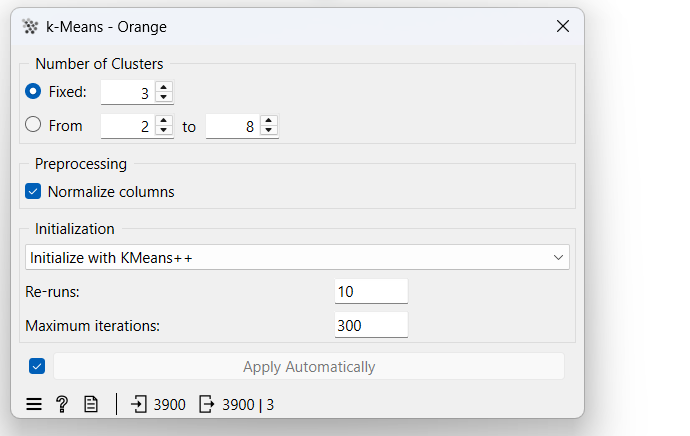 k-Means - Orange
Number of Clusters
Fixed: 3
From 2 to 8
Preprocessing
Normalize columns
Initialization
Initialize with KMeans++
Re-runs: 10
Maximum iterations: 300
Apply Automatically
? 3900 3900 | 3